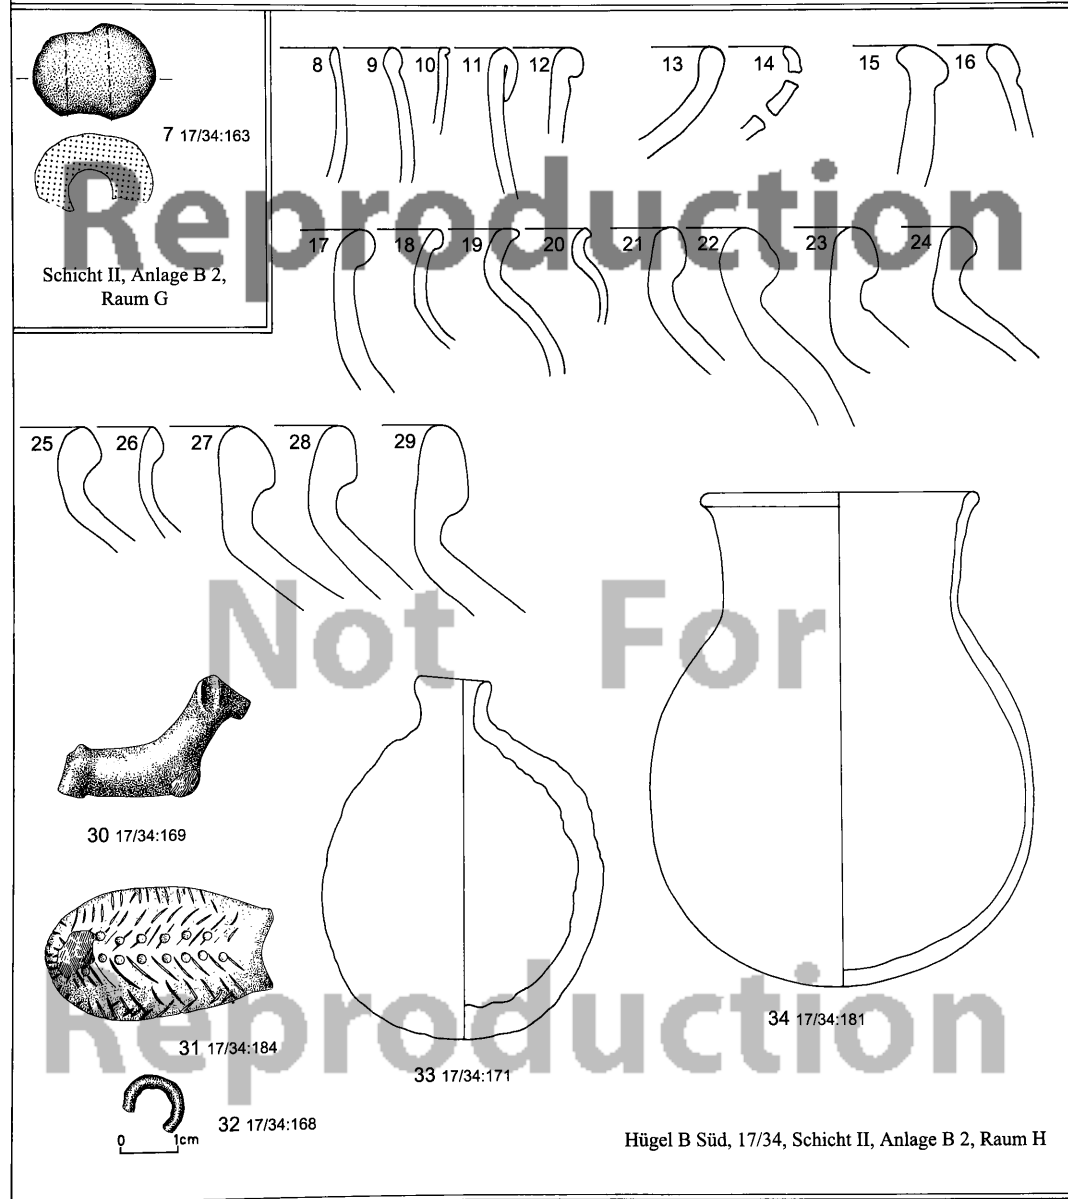 7 17/34:163
Schicht II, Anlage B 2,
Raum G
8 9 10 11 12 13 14 15 16
17 18 19 20 21 22 23 24
25 26 27 28 29
30 17/34:169
31 17/34:184
32 17/34:168
0 1cm
33 17/34:171
34 17/34:181
Hügel B Süd, 17/34, Schicht II, Anlage B 2, Raum H
Reproduction
Not For
Reproduction